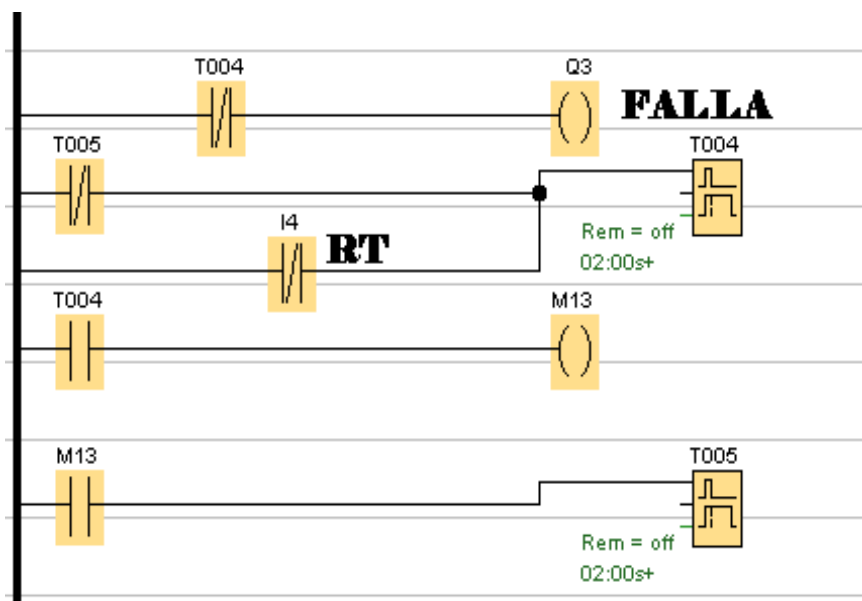 T004 Q3 FALLA
T005 T004
I4 RT Rem = off
02:00s+
T004 M13
M13 T005
Rem = off
02:00s+